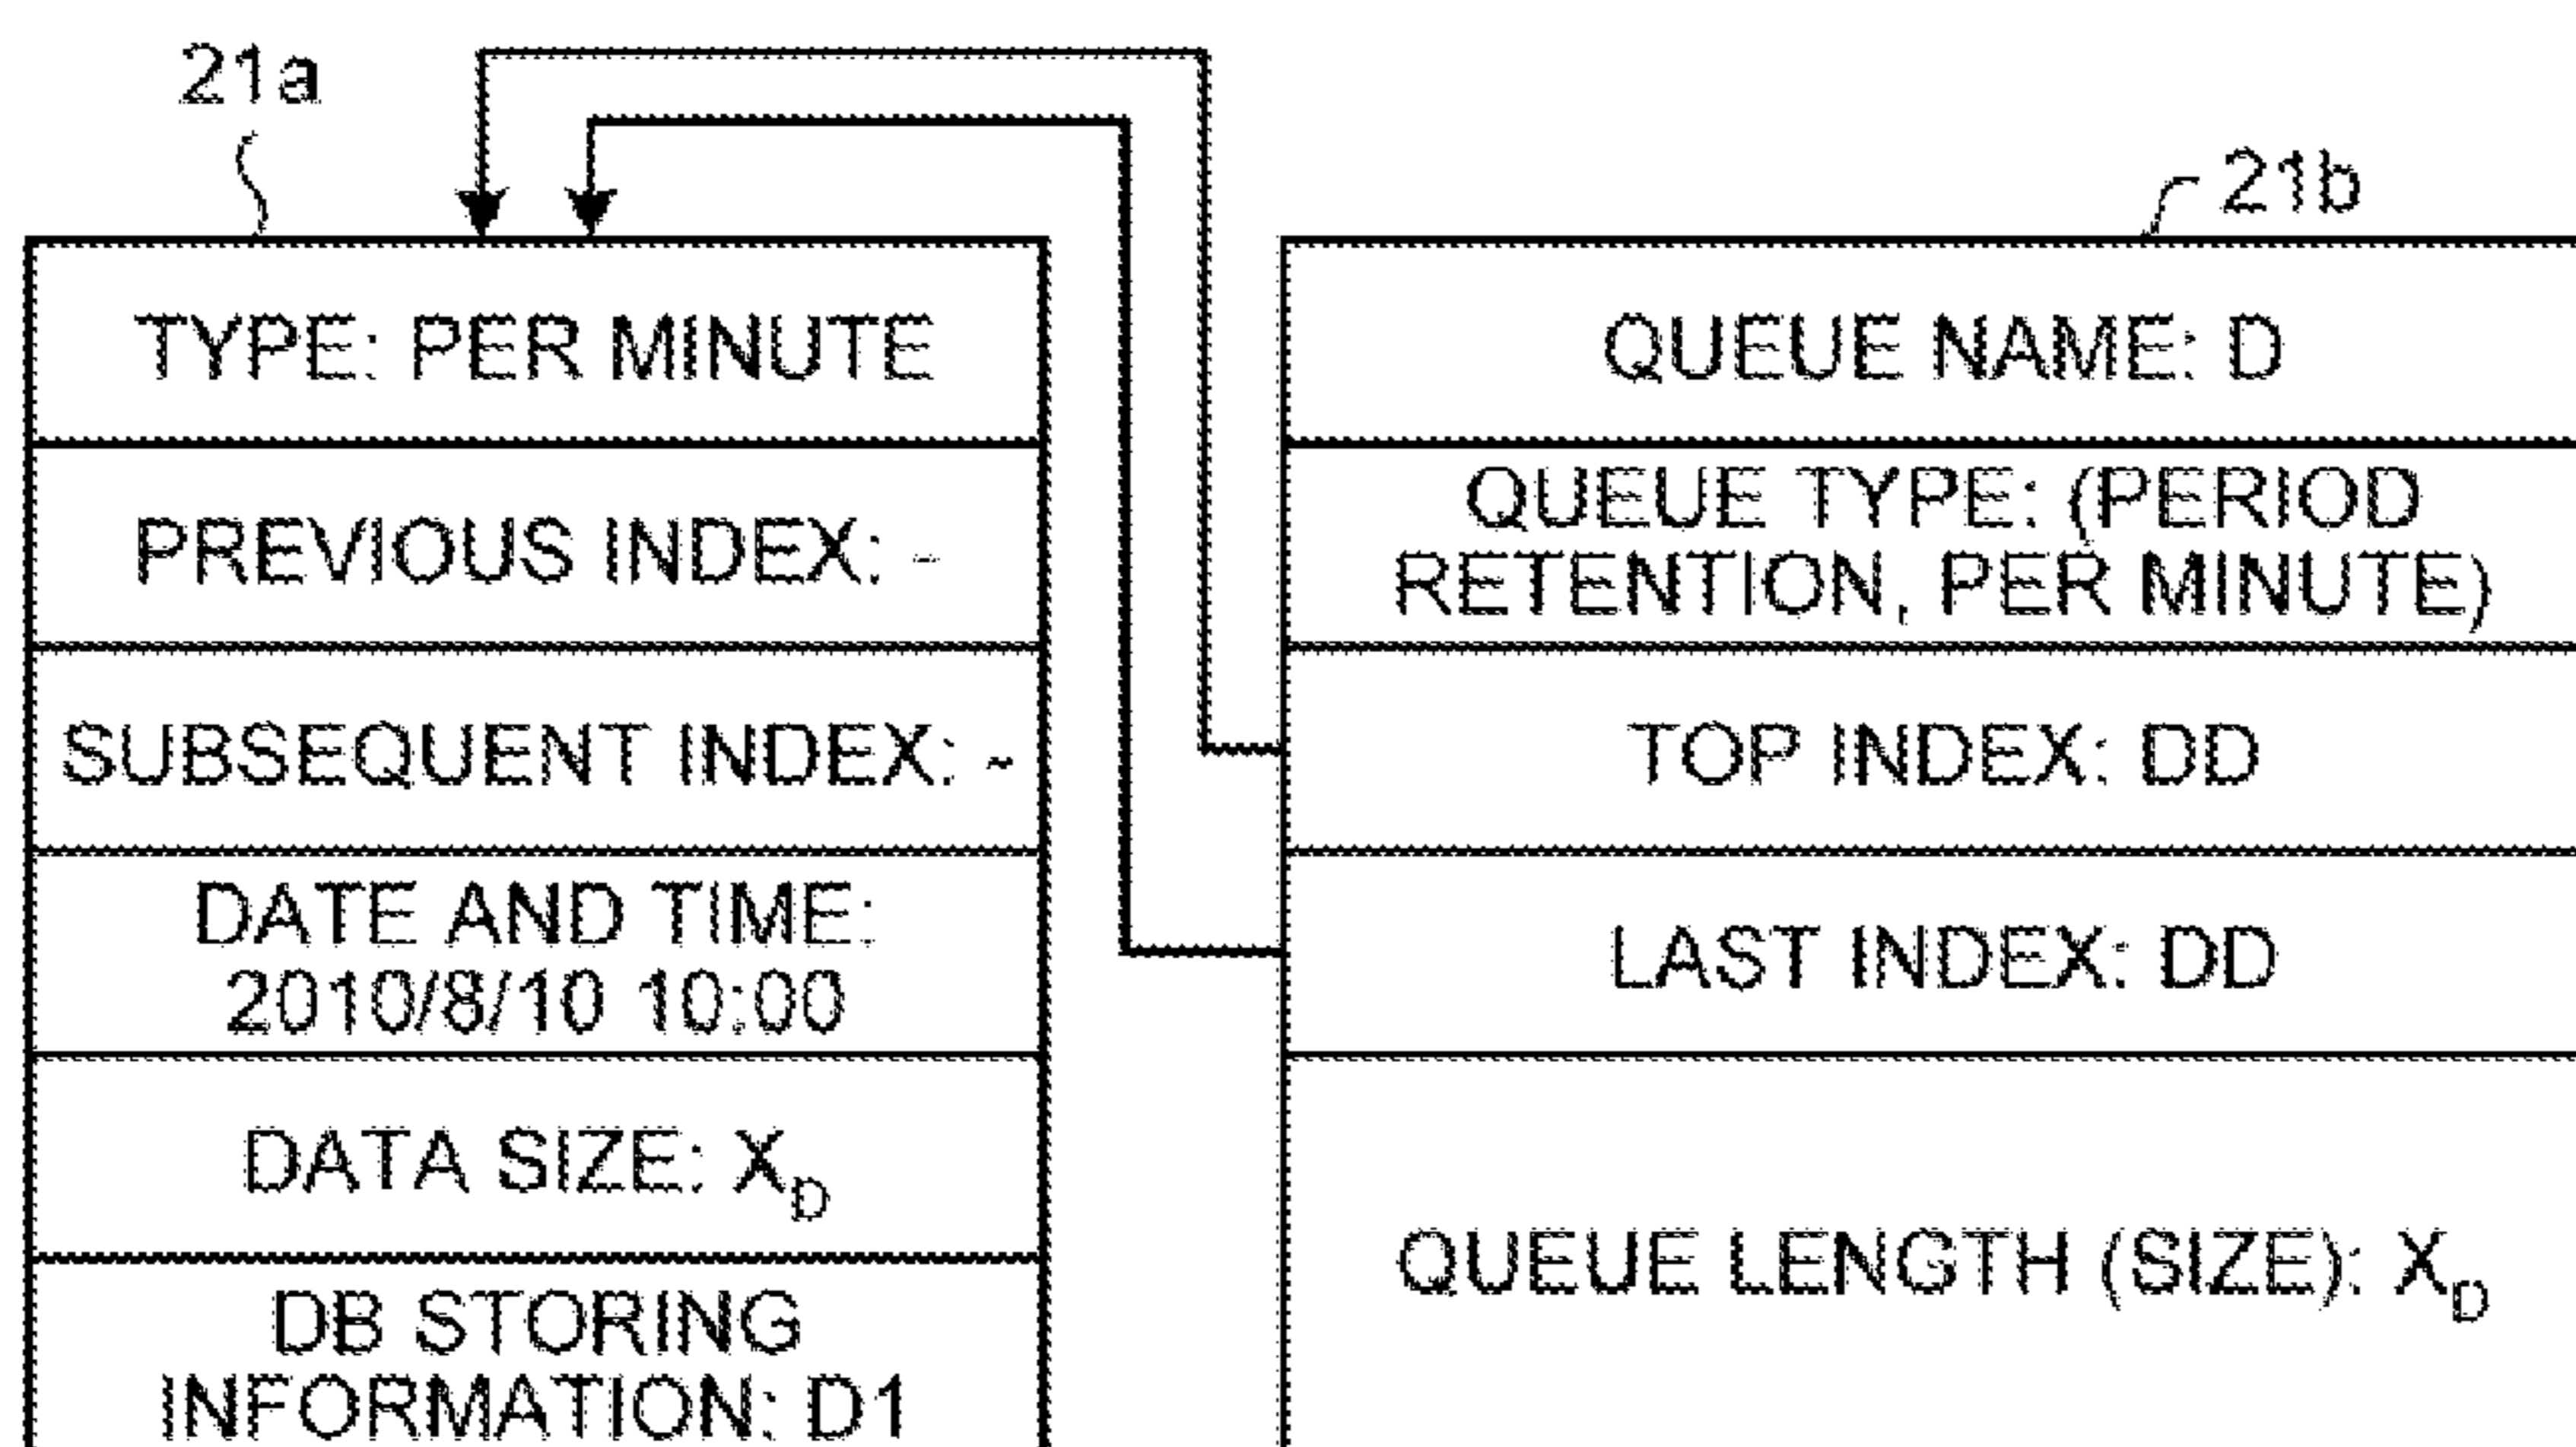 21a
21b
TYPE: PER MINUTE
PREVIOUS INDEX: -
SUBSEQUENT INDEX: -
DATE AND TIME:
2010/8/10 10:00
DATA SIZE: X_D
DB STORING
INFORMATION: D1
QUEUE NAME: D
QUEUE TYPE: (PERIOD
RETENTION, PER MINUTE)
TOP INDEX: DD
LAST INDEX: DD
QUEUE LENGTH (SIZE): X_D